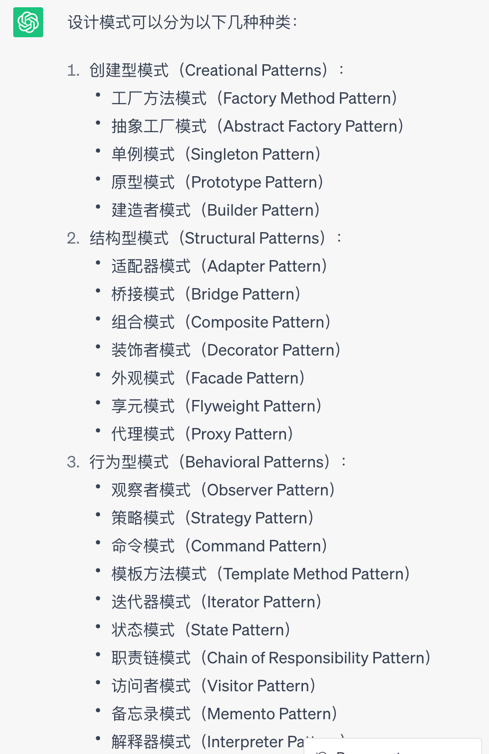 设计模式可以分为以下几种种类：
1. 创建型模式（Creational Patterns）：
• 工厂方法模式（Factory Method Pattern）
• 抽象工厂模式（Abstract Factory Pattern）
• 单例模式（Singleton Pattern）
• 原型模式（Prototype Pattern）
• 建造者模式（Builder Pattern）
2. 结构型模式（Structural Patterns）：
• 适配器模式（Adapter Pattern）
• 桥接模式（Bridge Pattern）
• 组合模式（Composite Pattern）
• 装饰者模式（Decorator Pattern）
• 外观模式（Facade Pattern）
• 享元模式（Flyweight Pattern）
• 代理模式（Proxy Pattern）
3. 行为型模式（Behavioral Patterns）：
• 观察者模式（Observer Pattern）
• 策略模式（Strategy Pattern）
• 命令模式（Command Pattern）
• 模板方法模式（Template Method Pattern）
• 迭代器模式（Iterator Pattern）
• 状态模式（State Pattern）
• 职责链模式（Chain of Responsibility Pattern）
• 访问者模式（Visitor Pattern）
• 备忘录模式（Memento Pattern）
• 解释器模式（Interpreter